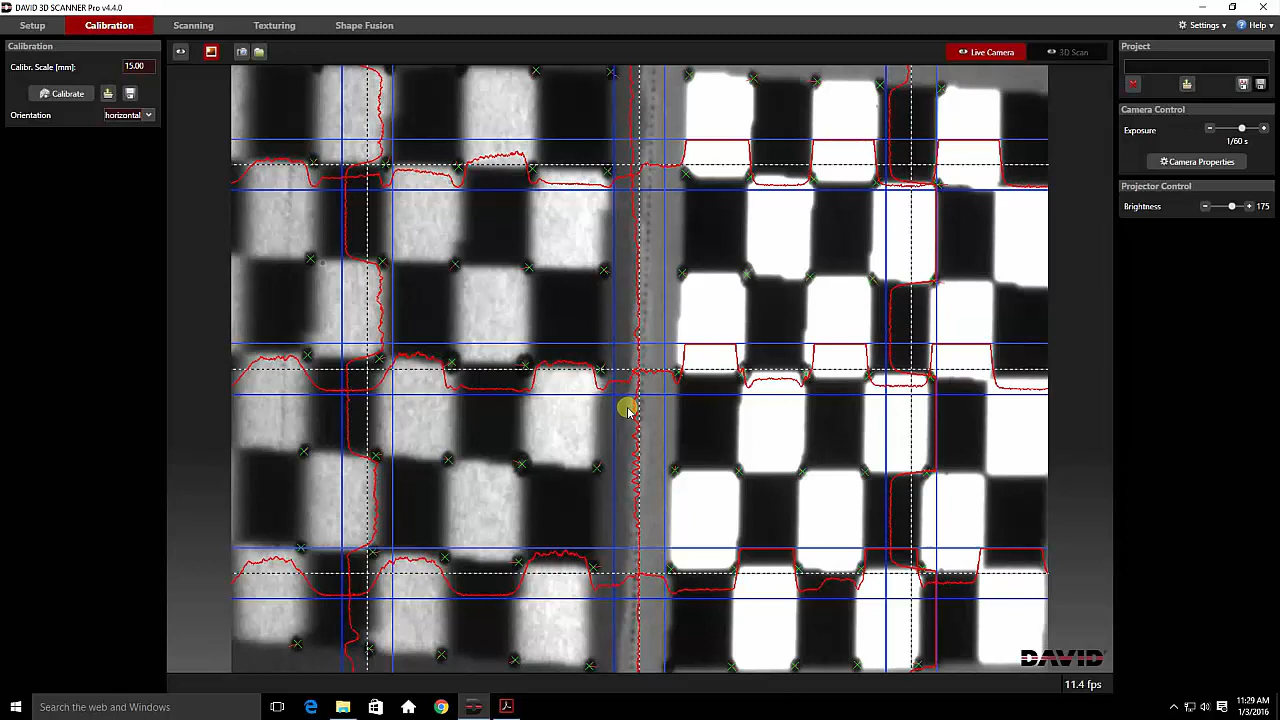 DAVID 3D SCANNER Pro v4.4.0
Setup
Calibration
Scanning
Texturing
Shape Fusion
Settings
Help
Calibration
Calibr. Scale [mm]:
15.00
Calibrate
Orientation
horizontal
Live Camera
3D Scan
Project
Camera Control
Exposure
1/60 s
Camera Properties
Projector Control
Brightness
175
DAVID
11.4 fps
Search the web and Windows
11:29 AM
1/3/2016